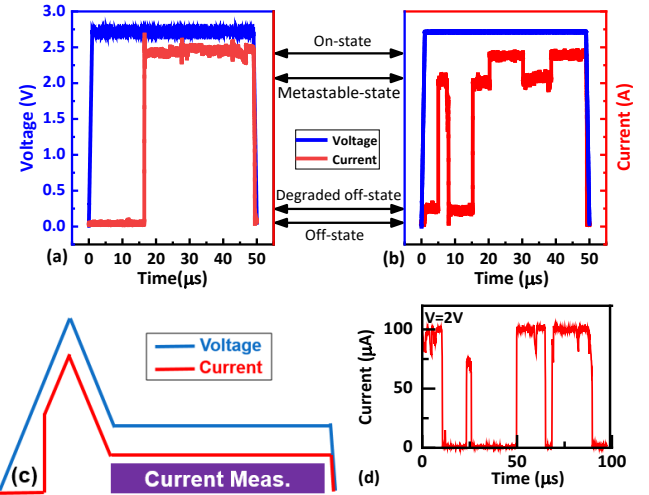 3.0
2.5
2.0
1.5
1.0
0.5
0.0
Voltage (V)
0 10 20 30 40 50
Time(μs)
(a)
On-state
Metastable-state
Voltage
Current
Degraded off-state
Off-state
(b)
0 10 20 30 40 50
Time (μs)
Current (A)
Voltage
Current
(c)
Current Meas.
V=2V
100
75
50
25
0
Current (μA)
0 50 100
Time (μs)
(d)